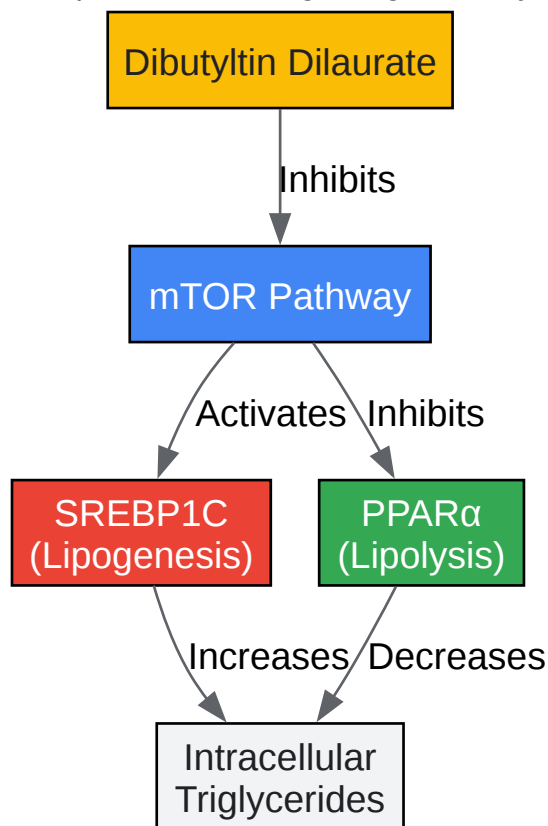 Dibutyltin Dilaurate
Inhibits
mTOR Pathway
Activates
Inhibits
SREBP1C
(Lipogenesis)
PPARα
(Lipolysis)
Increases
Decreases
Intracellular
Triglycerides